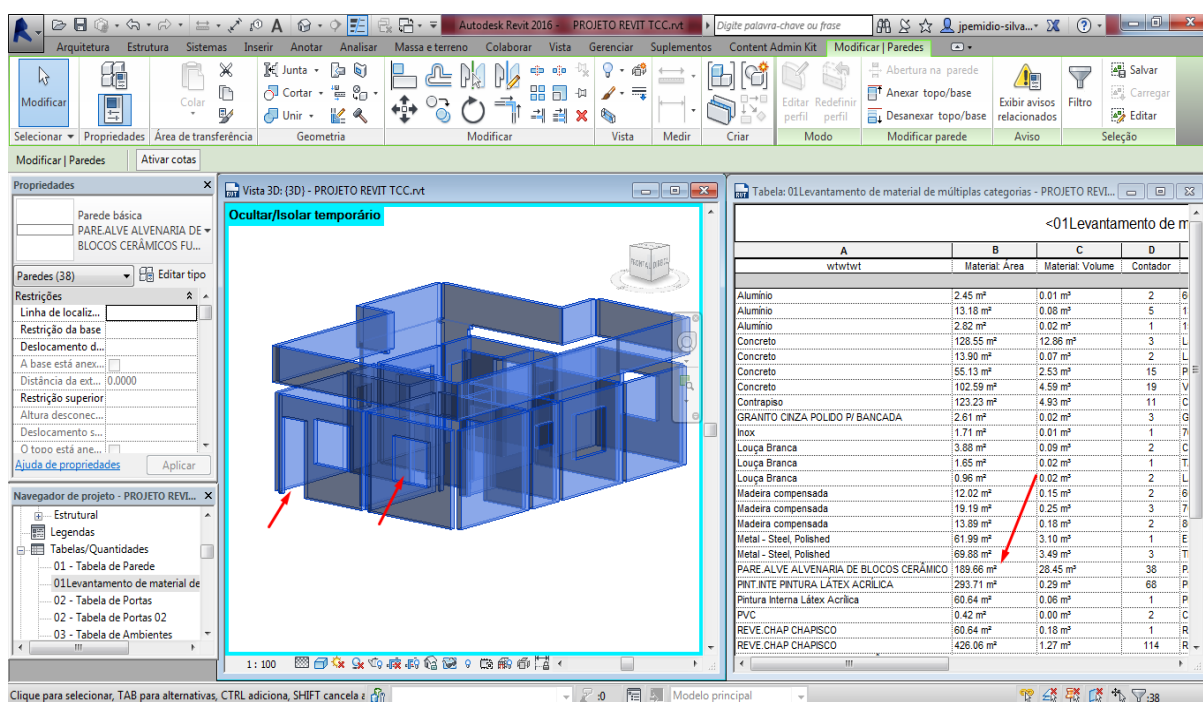 Autodesk Revit 2016 - PROJETO REVIT TCC.rvt
Digite palavra-chave ou frase
jpemidio-silva...
Arquitetura Estrutura Sistemas Inserir Anotar Analisar Massa e terreno Colaborar Vista Gerenciar Suplementos Content Admin Kit Modificar | Paredes
Modificar
Colar
Junta
Cortar
Unir
Editar perfil
Redefinir perfil
Abertura na parede
Anexar topo/base
Desanexar topo/base
Exibir avisos relacionados
Filtro
Salvar
Carregar
Editar
Selecionar Propriedades Área de transferência Geometria Modificar Vista Medir Criar Modo Modificar parede Aviso Seleção
Modificar | Paredes Ativar cotas
Propriedades X
Parede básica
PARE.ALVE ALVENARIA DE
BLOCOS CERÂMICOS FU...
Paredes (38) Editar tipo
Restrições
Linha de localiz...
Restrição da base
Deslocamento d...
A base está anex...
Distância da ext... 0.0000
Restrição superior
Altura desconec...
Deslocamento s...
O topo está ane...
Ajuda de propriedades Aplicar
Navegador de projeto - PROJETO REVI... X
Estrutural
Legendas
Tabelas/Quantidades
01 - Tabela de Parede
01Levantamento de material de
02 - Tabela de Portas
02 - Tabela de Portas 02
03 - Tabela de Ambientes
Vista 3D: {3D} - PROJETO REVIT TCC.rvt
Ocultar/Isolar temporário
1 : 100
Tabela: 01Levantamento de material de múltiplas categorias - PROJETO REVI...
<01Levantamento de m
A B C D
wtwtwt Material: Área Material: Volume Contador
Alumínio 2.45 m² 0.01 m³ 2 6
Alumínio 13.18 m² 0.08 m³ 5 1
Alumínio 2.82 m² 0.02 m³ 1 1
Concreto 128.55 m² 12.86 m³ 3 L
Concreto 13.90 m² 0.07 m³ 2 L
Concreto 55.13 m² 2.53 m³ 15 P
Concreto 102.59 m² 4.59 m³ 19 V
Contrapiso 123.23 m² 4.93 m³ 11 C
GRANITO CINZA POLIDO P/ BANCADA 2.61 m² 0.02 m³ 3 G
Inox 1.71 m² 0.01 m³ 1 7
Louça Branca 3.88 m² 0.09 m³ 2 C
Louça Branca 1.65 m² 0.02 m³ 1 T
Louça Branca 0.96 m² 0.02 m³ 2 L
Madeira compensada 12.02 m² 0.15 m³ 2 6
Madeira compensada 19.19 m² 0.25 m³ 3 7
Madeira compensada 13.89 m² 0.18 m³ 2 8
Metal - Steel, Polished 61.99 m² 3.10 m³ 1 E
Metal - Steel, Polished 69.88 m² 3.49 m³ 3 T
PARE.ALVE ALVENARIA DE BLOCOS CERÂMICO 189.66 m² 28.45 m³ 38 P
PINT.INTE PINTURA LÁTEX ACRÍLICA 293.71 m² 0.29 m³ 68 P
Pintura Interna Látex Acrílica 60.64 m² 0.06 m³ 1 P
PVC 0.42 m² 0.00 m³ 2 C
REVE.CHAP CHAPISCO 60.64 m² 0.18 m³ 1 R
REVE.CHAP CHAPISCO 426.06 m² 1.27 m³ 114 R
Clique para selecionar, TAB para alternativas, CTRL adiciona, SHIFT cancela a :0 Modelo principal :38